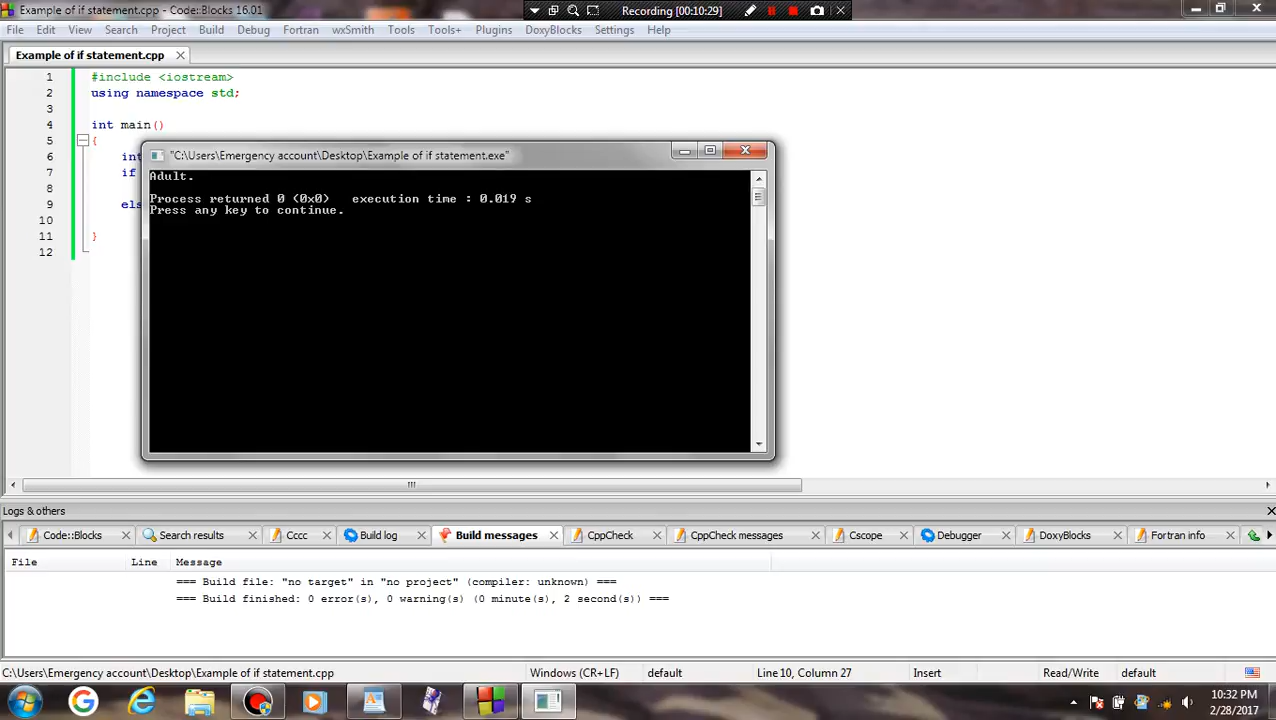 Example of if statement.cpp - Code::Blocks 16.01
Recording [00:10:29]
File Edit View Search Project Build Debug Fortran wxSmith Tools Tools+ Plugins DoxyBlocks Settings Help
Example of if statement.cpp
1 #include <iostream>
2 using namespace std;
3
4 int main()
5 {
"C:\Users\Emergency account\Desktop\Example of if statement.exe"
6 int
7 if
8
9 els
10
11 }
12
Adult.
Process returned 0 (0x0) execution time : 0.019 s
Press any key to continue.
Logs & others
Code::Blocks Search results Cccc Build log Build messages CppCheck CppCheck messages Cscope Debugger DoxyBlocks Fortran info
File Line Message
=== Build file: "no target" in "no project" (compiler: unknown) ===
=== Build finished: 0 error(s), 0 warning(s) (0 minute(s), 2 second(s)) ===
C:\Users\Emergency account\Desktop\Example of if statement.cpp Windows (CR+LF) default Line 10, Column 27 Insert Read/Write default
10:32 PM
2/28/2017